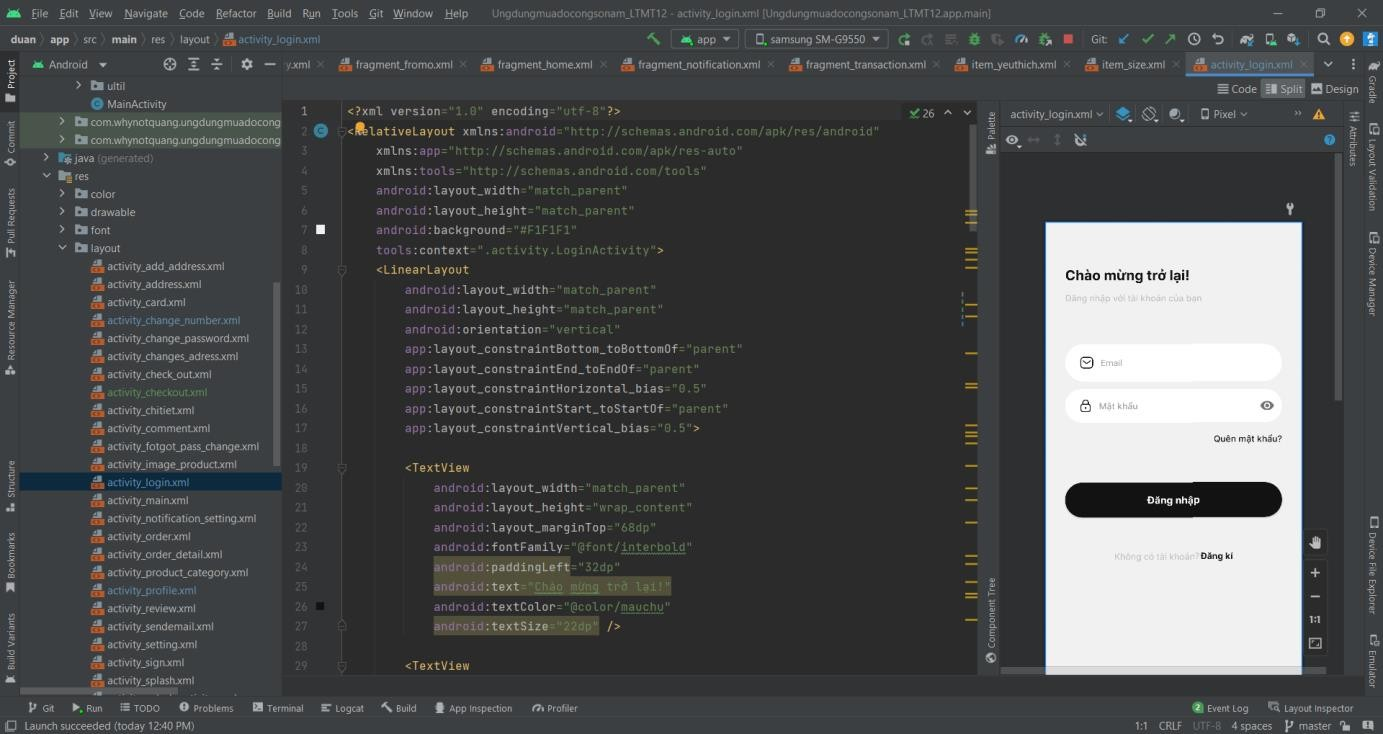 File Edit View Navigate Code Refactor Build Run Tools Git Window Help Ungdungmuadocongsonam_LTMT12 - activity_login.xml [Ungdungmuadocongsonam_LTMT12.app.main]
duan app src main res layout activity_login.xml app samsung SM-G9550 Git:
Android y.xml fragment_fromo.xml fragment_home.xml fragment_notification.xml fragment_transaction.xml item_yeuthich.xml item_size.xml activity_login.xml
Code Split Design
Project
Commit
Pull Requests
Resource Manager
Structure
Bookmarks
Build Variants
ultil
MainActivity
com.whynotquang.ungdungmuadocong
com.whynotquang.ungdungmuadocong
java (generated)
res
color
drawable
font
layout
activity_add_address.xml
activity_address.xml
activity_card.xml
activity_change_number.xml
activity_change_password.xml
activity_changes_adress.xml
activity_check_out.xml
activity_checkout.xml
activity_chitiet.xml
activity_comment.xml
activity_fotgot_pass_change.xml
activity_image_product.xml
activity_login.xml
activity_main.xml
activity_notification_setting.xml
activity_order.xml
activity_order_detail.xml
activity_product_category.xml
activity_profile.xml
activity_review.xml
activity_sendemail.xml
activity_setting.xml
activity_sign.xml
activity_splash.xml
26
1 <?xml version="1.0" encoding="utf-8"?>
2 <RelativeLayout xmlns:android="http://schemas.android.com/apk/res/android"
3 xmlns:app="http://schemas.android.com/apk/res-auto"
4 xmlns:tools="http://schemas.android.com/tools"
5 android:layout_width="match_parent"
6 android:layout_height="match_parent"
7 android:background="#F1F1F1"
8 tools:context=".activity.LoginActivity">
9 <LinearLayout
10 android:layout_width="match_parent"
11 android:layout_height="match_parent"
12 android:orientation="vertical"
13 app:layout_constraintBottom_toBottomOf="parent"
14 app:layout_constraintEnd_toEndOf="parent"
15 app:layout_constraintHorizontal_bias="0.5"
16 app:layout_constraintStart_toStartOf="parent"
17 app:layout_constraintVertical_bias="0.5">
18
19 <TextView
20 android:layout_width="match_parent"
21 android:layout_height="wrap_content"
22 android:layout_marginTop="68dp"
23 android:fontFamily="@font/interbold"
24 android:paddingLeft="32dp"
25 android:text="Chào mừng trở lại!"
26 android:textColor="@color/mauchu"
27 android:textSize="22dp" />
28
29 <TextView
Palette
Component Tree
activity_login.xml Pixel
Chào mừng trở lại!
Đăng nhập với tài khoản của bạn
Email
Mật khẩu
Quên mật khẩu?
Đăng nhập
Không có tài khoản? Đăng kí
1:1
Attributes
Gradle
Layout Validation
Device Manager
Device File Explorer
Emulator
Git Run TODO Problems Terminal Logcat Build App Inspection Profiler 2 Event Log Layout Inspector
Launch succeeded (today 12:40 PM) 1:1 CRLF UTF-8 4 spaces master